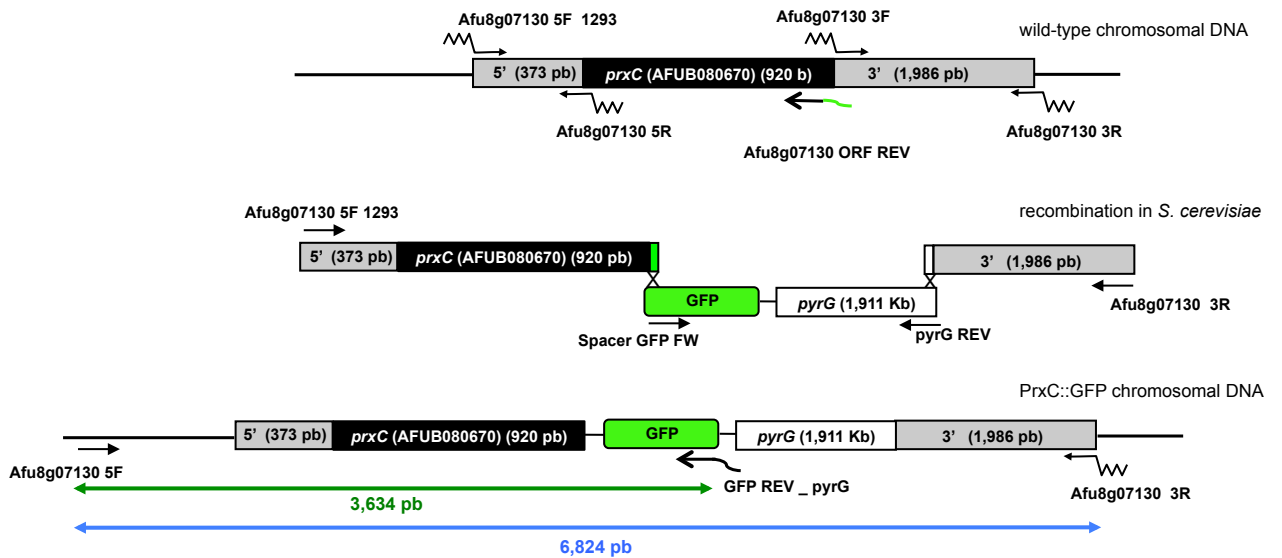 Afu8g07130 5F 1293
Afu8g07130 3F
wild-type chromosomal DNA
5’ (373 pb)
prxC (AFUB080670) (920 b)
3’ (1,986 pb)
Afu8g07130 5R
Afu8g07130 3R
Afu8g07130 ORF REV
Afu8g07130 5F 1293
recombination in S. cerevisiae
5’ (373 pb)
prxC (AFUB080670) (920 pb)
3’ (1,986 pb)
GFP
pyrG (1,911 Kb)
Afu8g07130 3R
Spacer GFP FW
pyrG REV
PrxC::GFP chromosomal DNA
5’ (373 pb)
prxC (AFUB080670) (920 pb)
GFP
pyrG (1,911 Kb)
3’ (1,986 pb)
Afu8g07130 5F
GFP REV _ pyrG
Afu8g07130 3R
3,634 pb
6,824 pb